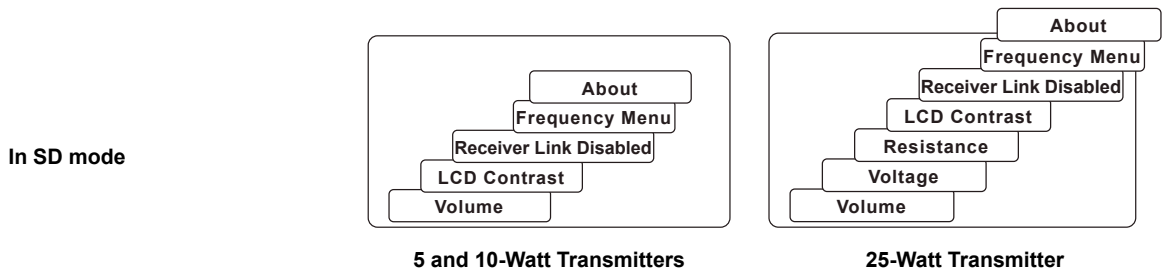 In SD mode
About
Frequency Menu
Receiver Link Disabled
LCD Contrast
Volume
5 and 10-Watt Transmitters
About
Frequency Menu
Receiver Link Disabled
LCD Contrast
Resistance
Voltage
Volume
25-Watt Transmitter